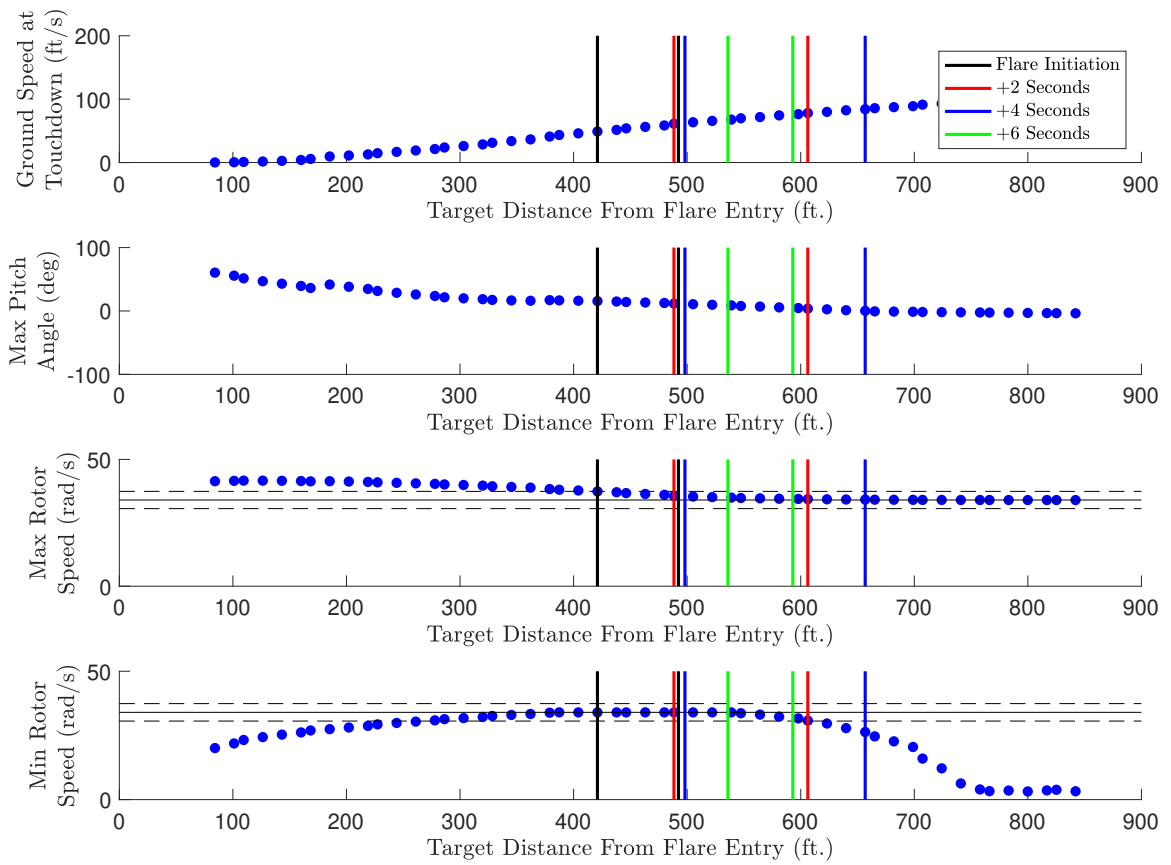 Ground Speed at
Touchdown (ft/s)
200
100
0
Flare Initiation
+2 Seconds
+4 Seconds
+6 Seconds
0 100 200 300 400 500 600 700 800 900
Target Distance From Flare Entry (ft.)
Max Pitch
Angle (deg)
100
0
-100
0 100 200 300 400 500 600 700 800 900
Target Distance From Flare Entry (ft.)
Max Rotor
Speed (rad/s)
50
0
0 100 200 300 400 500 600 700 800 900
Target Distance From Flare Entry (ft.)
Min Rotor
Speed (rad/s)
50
0
0 100 200 300 400 500 600 700 800 900
Target Distance From Flare Entry (ft.)